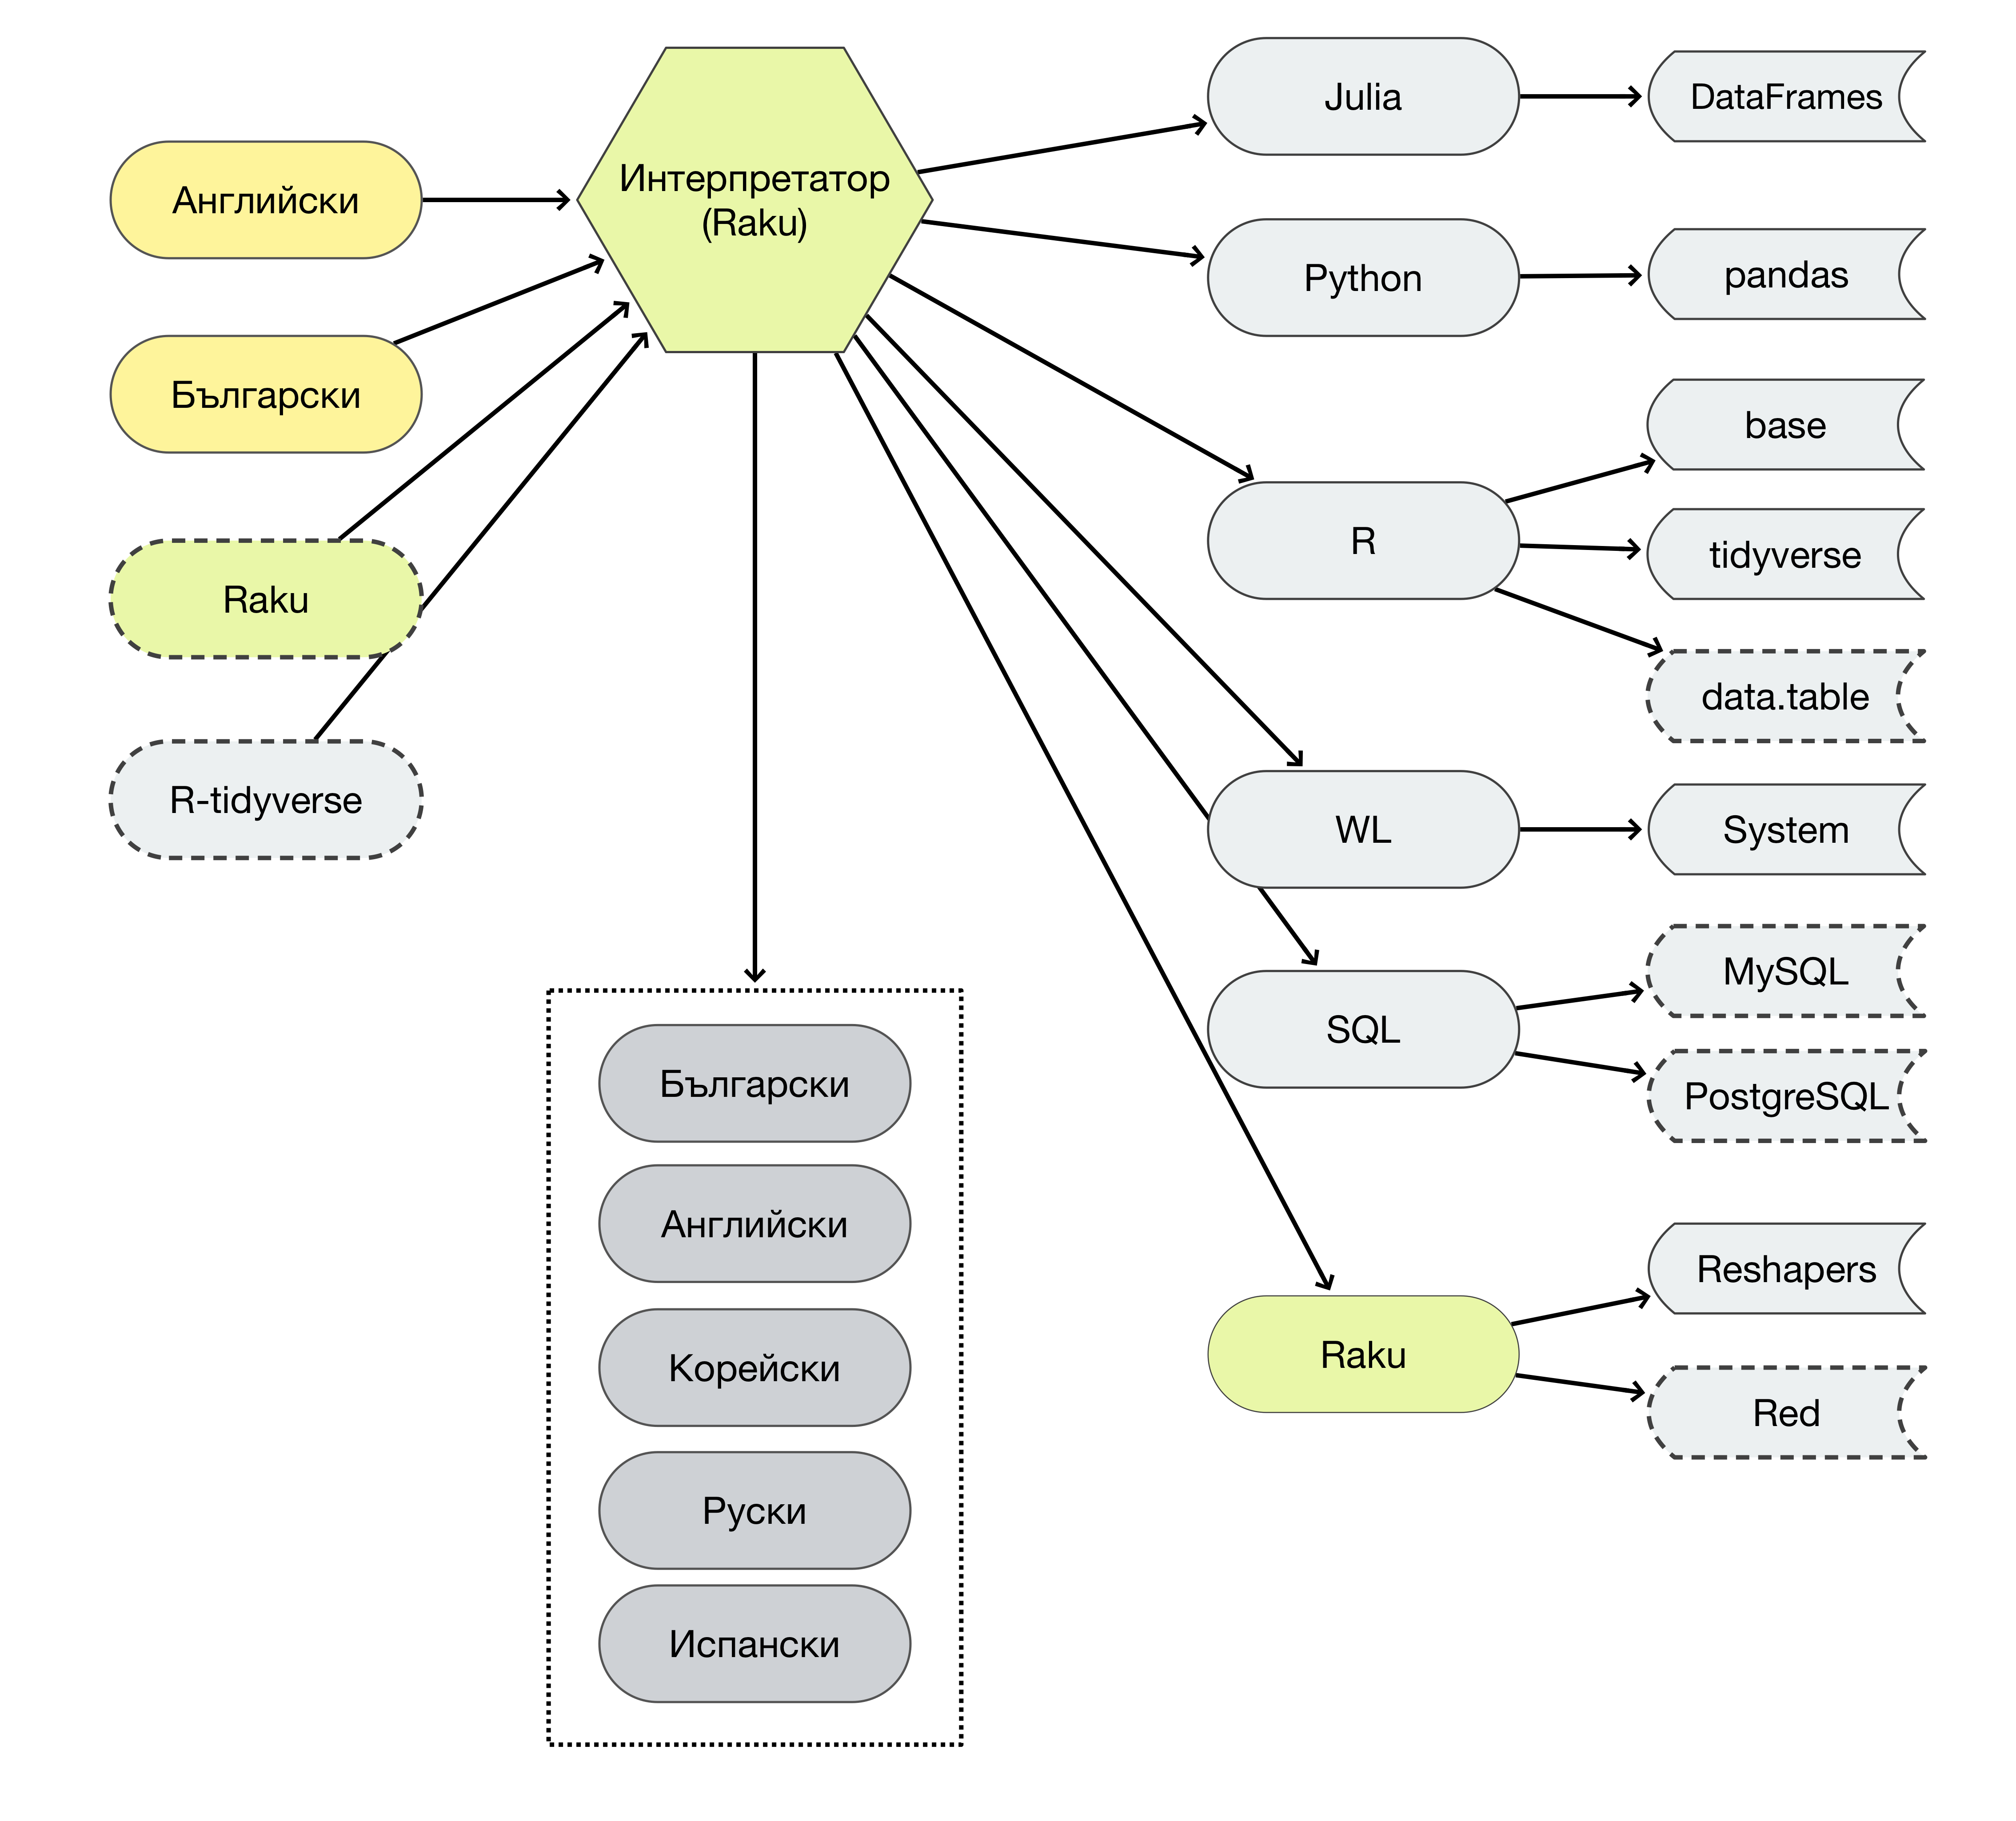 Английски
Български
Raku
R-tidyverse
Интерпретатор
(Raku)
Български
Английски
Корейски
Руски
Испански
Julia
DataFrames
Python
pandas
R
base
tidyverse
data.table
WL
System
SQL
MySQL
PostgreSQL
Raku
Reshapers
Red